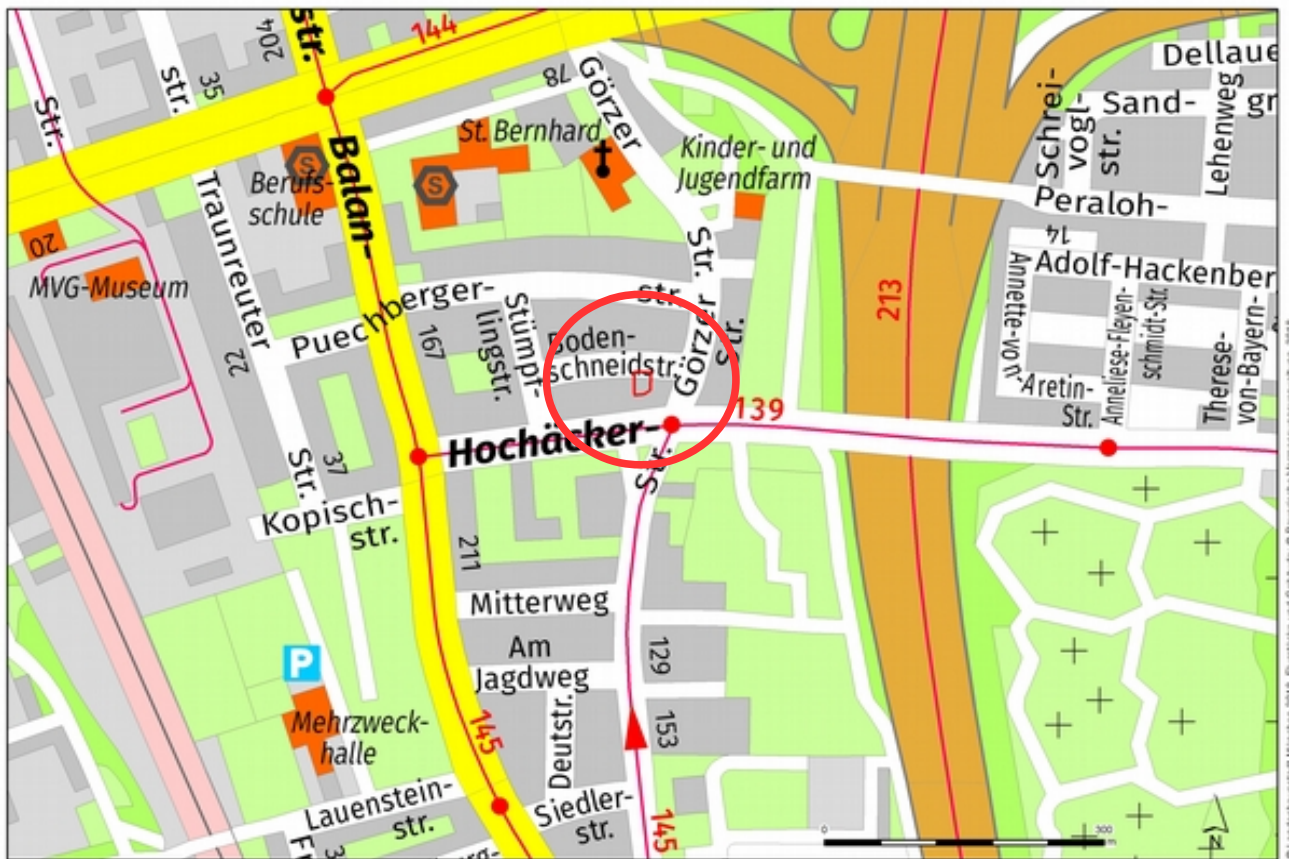 str.
204
144
35
str.
Str.
78
Görzer
St. Bernhard
Kinder- und
Jugendfarm
Dellaue
Schrei-
vogl-
str.
Sand-
gr
Lehenweg
S
S
Berufs-
schule
Balan-
Traunreuter
Str.
20
MVG-Museum
22
37
Peraloh-
14
Adolf-Hackenber
Annette-von-
Aretin-
Str.
Anneliese-Fleyen-
schmidt-Str.
Therese-
von-Bayern-
213
Puechberger-
str.
167
Stümpf-
lingstr.
Boden-
schneidstr.
Str.
Görzer
Str.
139
Hochäcker-
Str.
Kopisch-
str.
211
Mitterweg
Am
Jagdweg
Deutstr.
129
153
P
Mehrzweck-
halle
145
145
Lauenstein-
str.
Siedler-
str.
0
300
m
N